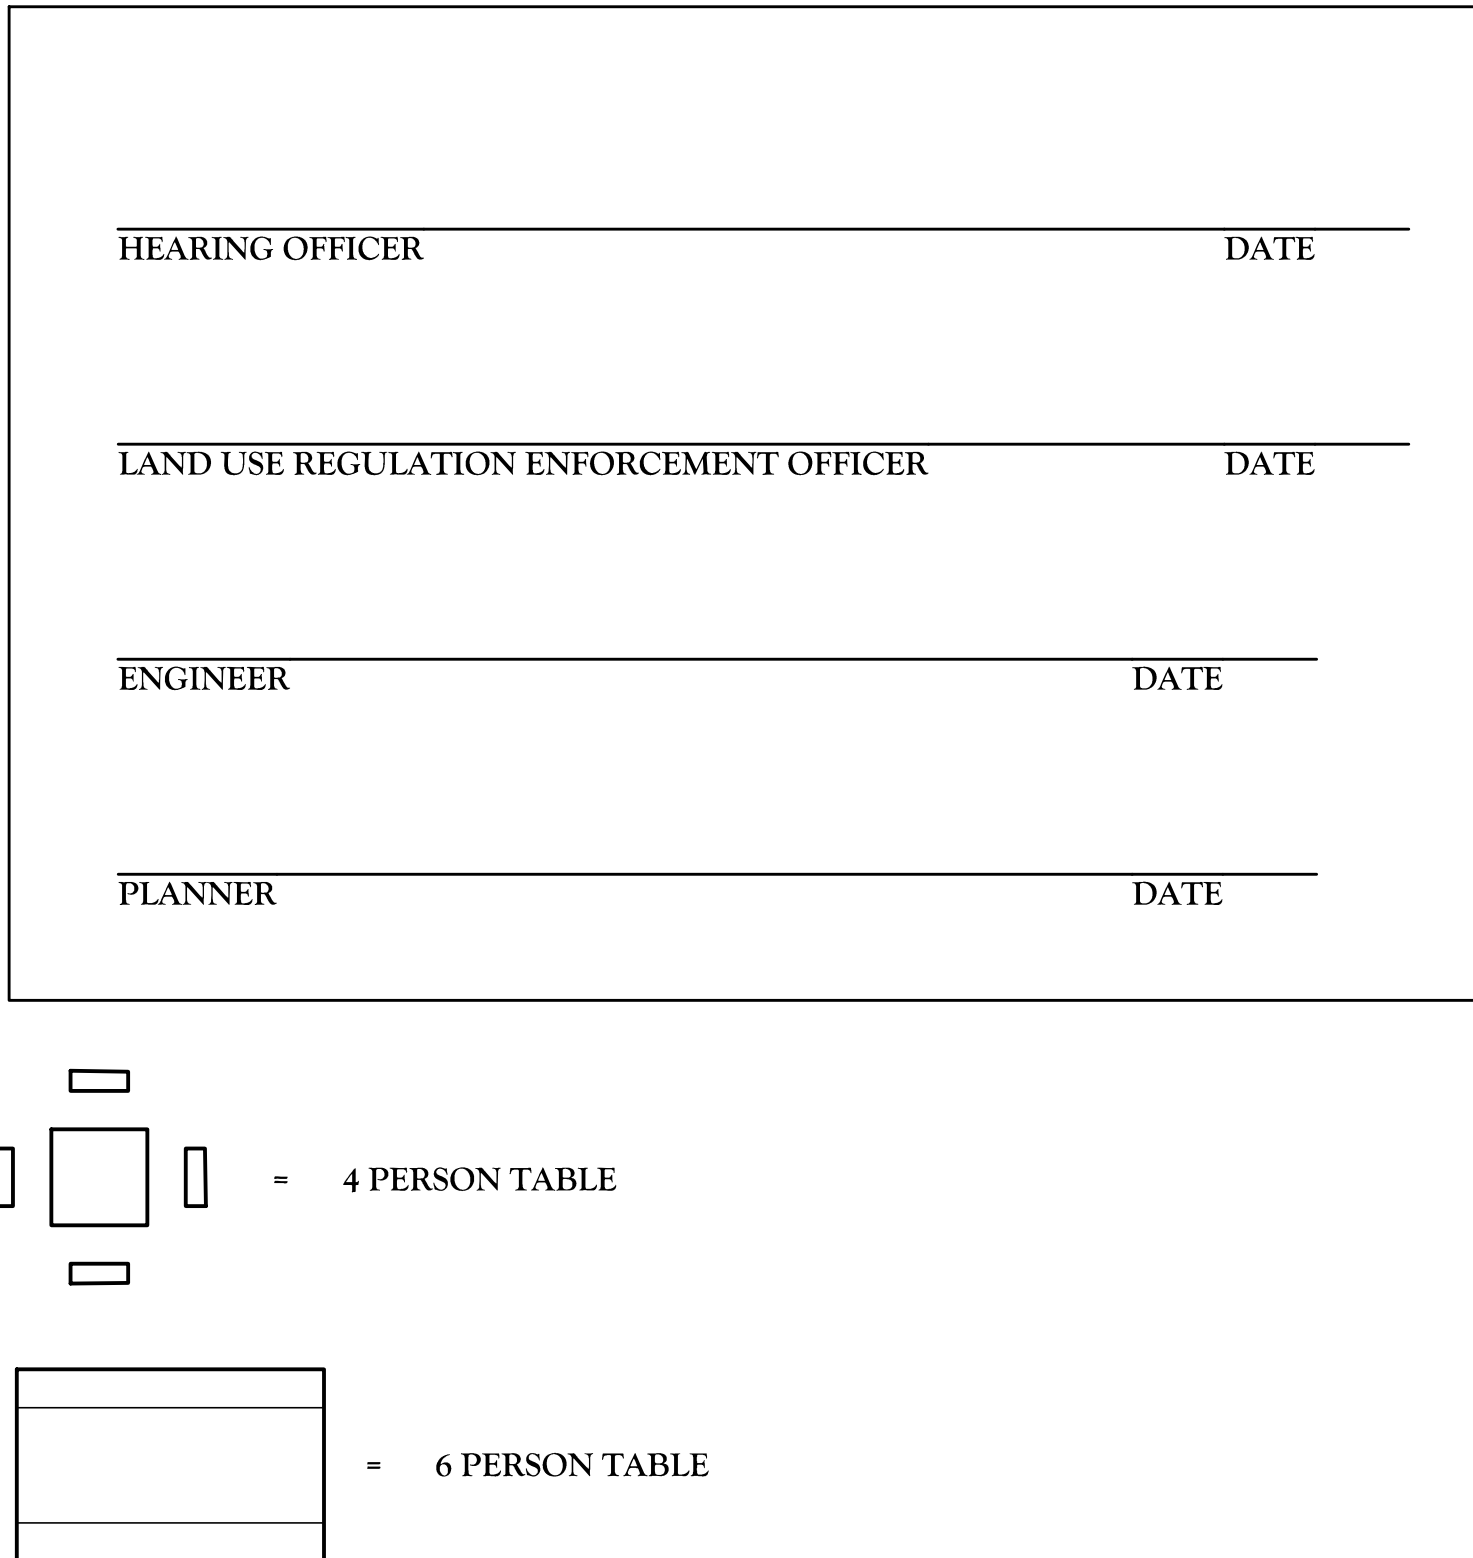 HEARING OFFICER DATE
LAND USE REGULATION ENFORCEMENT OFFICER DATE
ENGINEER DATE
PLANNER DATE
= 4 PERSON TABLE
= 6 PERSON TABLE